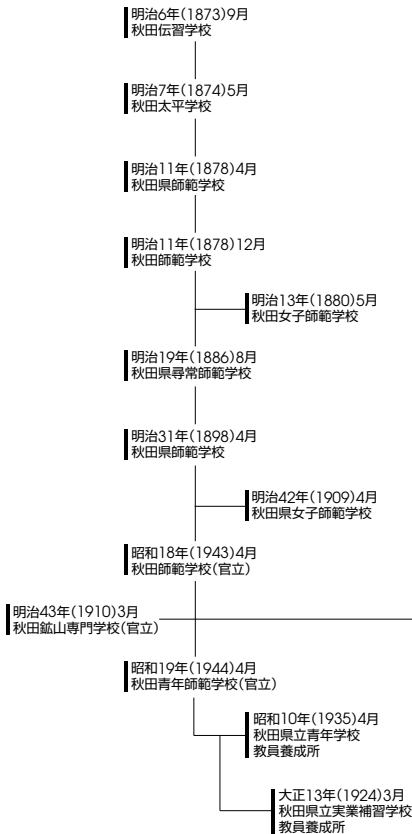 明治6年(1873)9月
秋田伝習学校
明治7年(1874)5月
秋田太平学校
明治11年(1878)4月
秋田県師範学校
明治11年(1878)12月
秋田師範学校
明治13年(1880)5月
秋田女子師範学校
明治19年(1886)8月
秋田県尋常師範学校
明治31年(1898)4月
秋田県師範学校
明治42年(1909)4月
秋田県女子師範学校
昭和18年(1943)4月
秋田師範学校(官立)
明治43年(1910)3月
秋田鉱山専門学校(官立)
昭和19年(1944)4月
秋田青年師範学校(官立)
昭和10年(1935)4月
秋田県立青年学校
教員養成所
大正13年(1924)3月
秋田県立実業補習学校
教員養成所